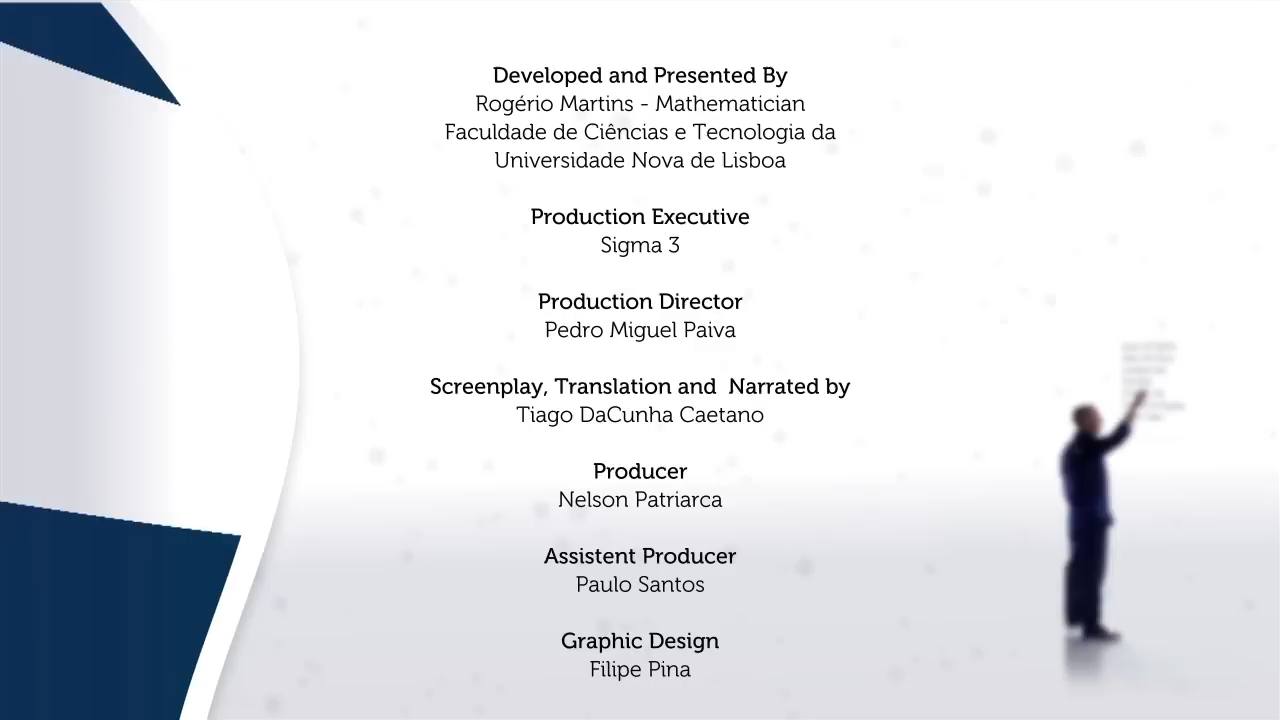 Developed and Presented By
Rogério Martins - Mathematician
Faculdade de Ciências e Tecnologia da
Universidade Nova de Lisboa
Production Executive
Sigma 3
Production Director
Pedro Miguel Paiva
Screenplay, Translation and  Narrated by
Tiago DaCunha Caetano
Producer
Nelson Patriarca
Assistent Producer
Paulo Santos
Graphic Design
Filipe Pina